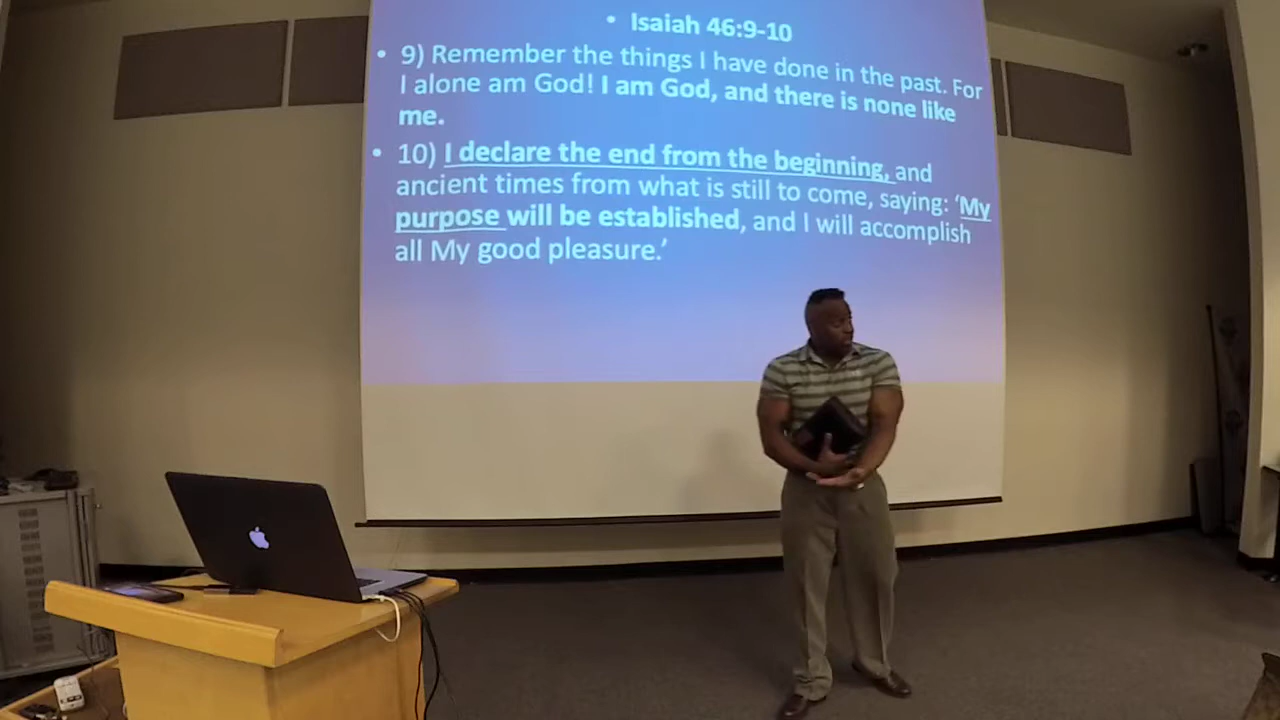 • Isaiah 46:9-10
• 9) Remember the things I have done in the past. For
I alone am God! I am God, and there is none like
me.
• 10) I declare the end from the beginning, and
ancient times from what is still to come, saying: ‘My
purpose will be established, and I will accomplish
all My good pleasure.’